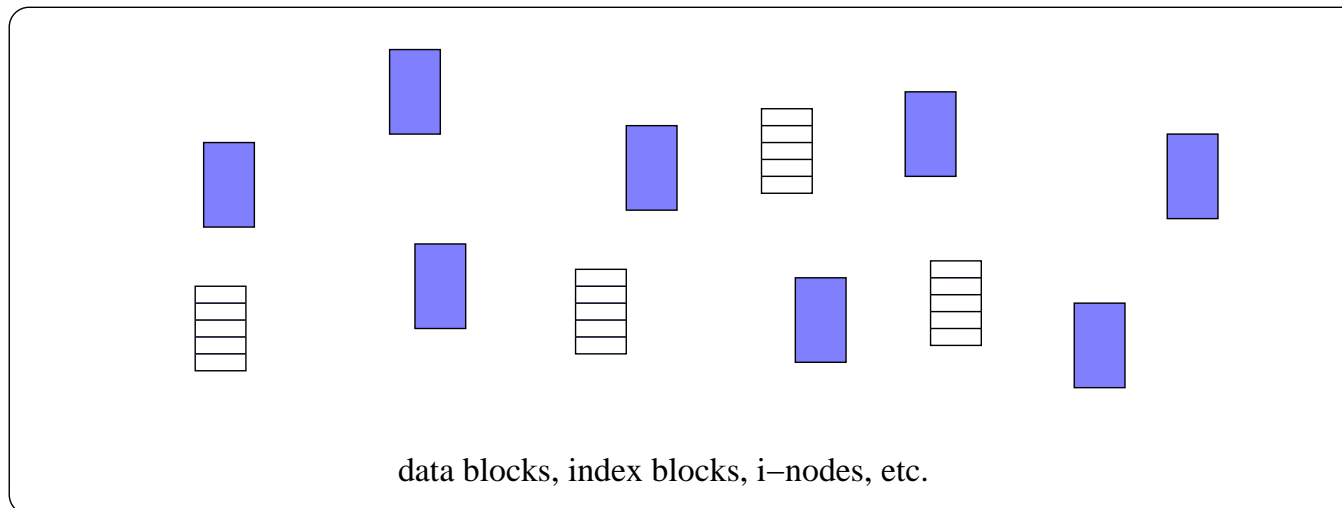 data blocks, index blocks, i−nodes, etc.